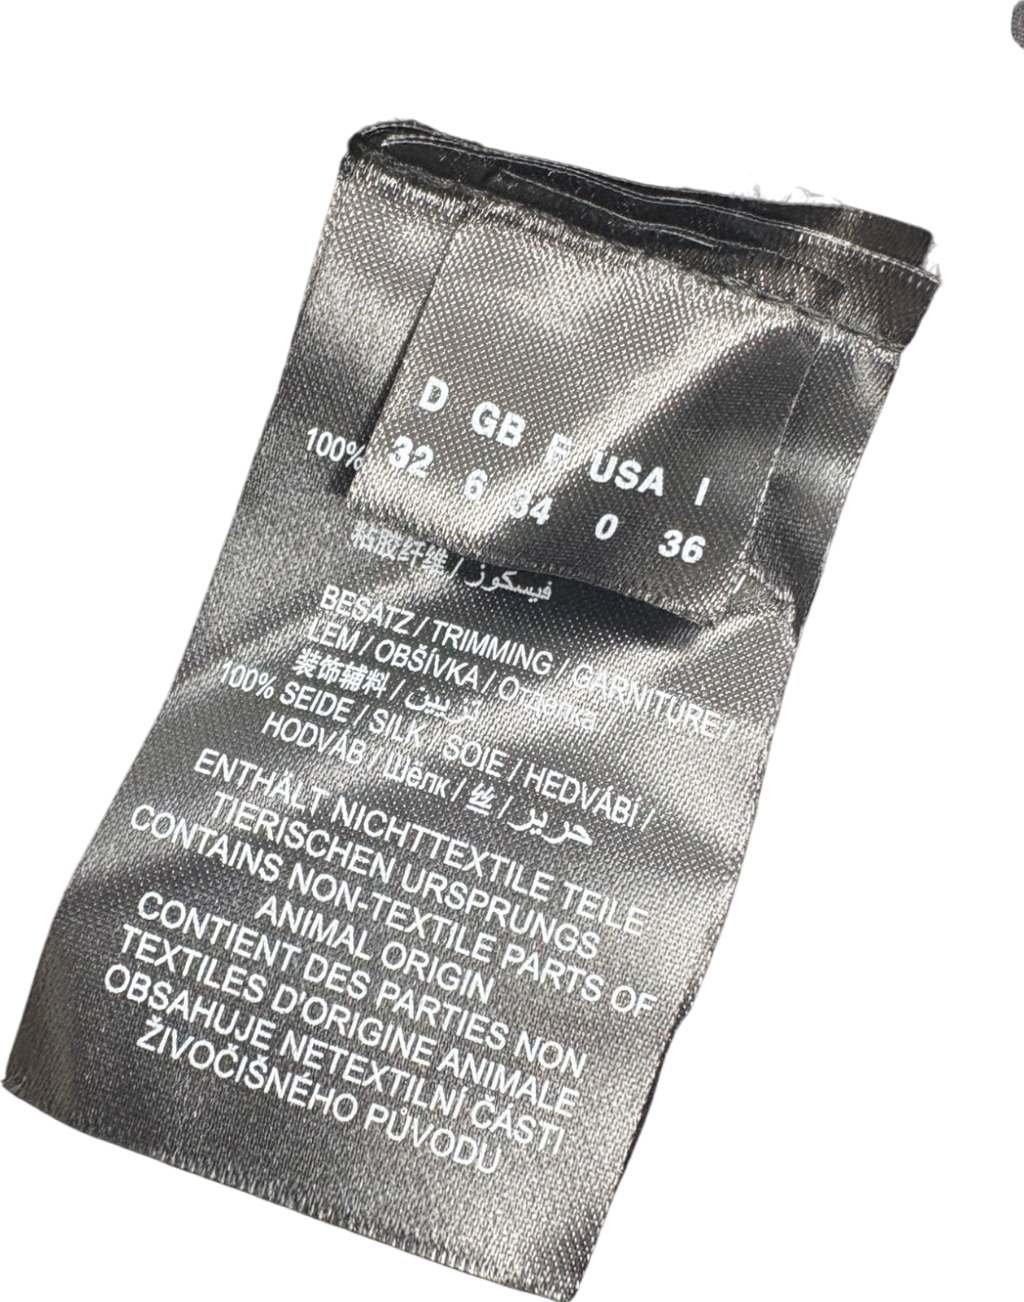 D GB F USA I
32 6 34 0 36
100%
粘胶纤维 / فيسكوز
BESATZ / TRIMMING / GARNITURE /
LEM / OBŠÍVKA / Отделка
装饰辅料 / تزيين
100% SEIDE / SILK / SOIE / HEDVÁBÍ /
HODVÁB / Шелк / 丝 / حرير
ENTHÄLT NICHTTEXTILE TEILE
TIERISCHEN URSPRUNGS
CONTAINS NON-TEXTILE PARTS OF
ANIMAL ORIGIN
CONTIENT DES PARTIES NON
TEXTILES D'ORIGINE ANIMALE
OBSAHUJE NETEXTILNÍ ČÁSTI
ŽIVOČIŠNÉHO PŮVODU